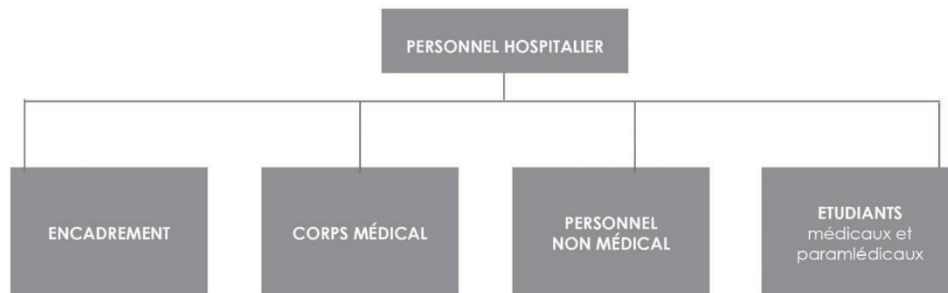 PERSONNEL HOSPITALIER
ENCADREMENT
CORPS MÉDICAL
PERSONNEL
NON MÉDICAL
ETUDIANTS
médicaux et
paramlédicaux